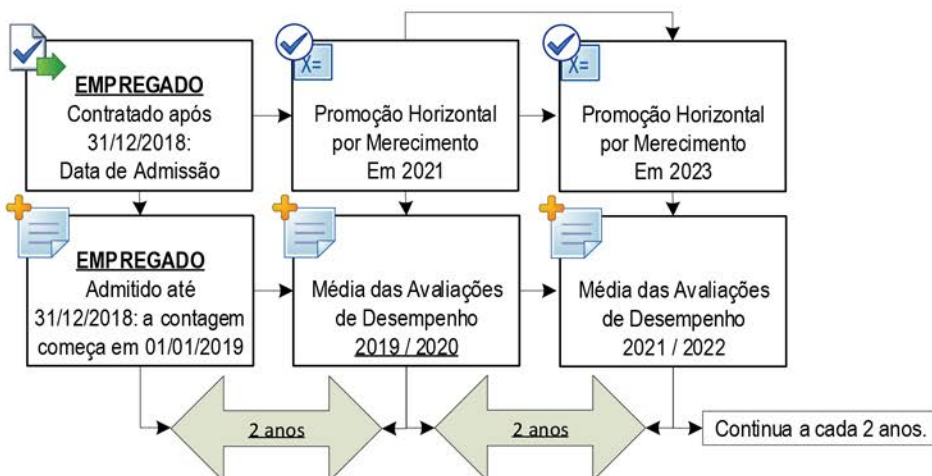 EMPREGADO
Contratado após
31/12/2018:
Data de Admissão
X=
Promoção Horizontal
por Merecimento
Em 2021
X=
Promoção Horizontal
por Merecimento
Em 2023
EMPREGADO
Admitido até
31/12/2018: a contagem
começa em 01/01/2019
Média das Avaliações
de Desempenho
2019 / 2020
Média das Avaliações
de Desempenho
2021 / 2022
2 anos
2 anos
Continua a cada 2 anos.